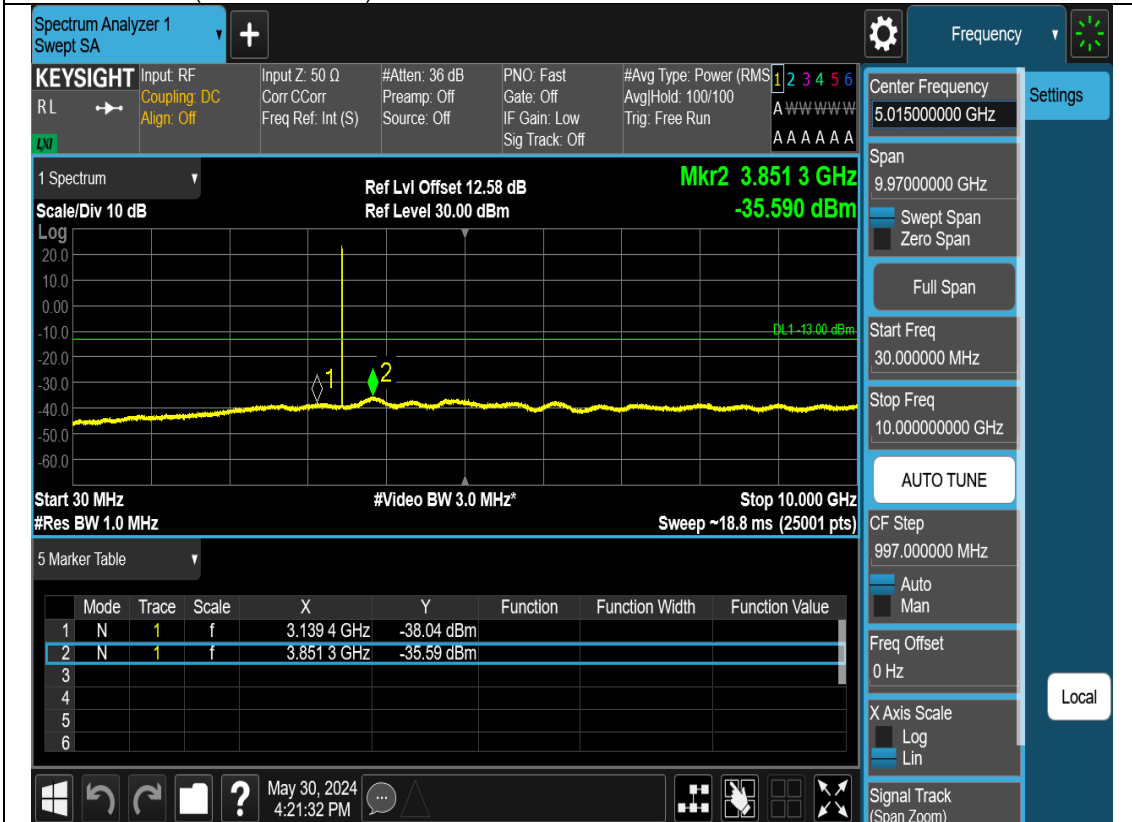 Spectrum Analyzer 1
Swept SA
Frequency
KEYSIGHT
RL
LXI
Input: RF
Coupling: DC
Align: Off
Input Z: 50 Ω
Corr CCorr
Freq Ref: Int (S)
#Atten: 36 dB
Preamp: Off
Source: Off
PNO: Fast
Gate: Off
IF Gain: Low
Sig Track: Off
#Avg Type: Power (RMS
Avg|Hold: 100/100
Trig: Free Run
1 2 3 4 5 6
A W W W W W
A A A A A A
1 Spectrum
Scale/Div 10 dB
Ref Lvl Offset 12.58 dB
Ref Level 30.00 dBm
Mkr2 3.851 3 GHz
-35.590 dBm
Log
20.0
10.0
0.00
-10.0
-20.0
-30.0
-40.0
-50.0
-60.0
DL1 -13.00 dBm
1
2
Start 30 MHz
#Video BW 3.0 MHz*
Stop 10.000 GHz
#Res BW 1.0 MHz
Sweep ~18.8 ms (25001 pts)
5 Marker Table
Mode Trace Scale X Y Function Function Width Function Value
1 N 1 f 3.139 4 GHz -38.04 dBm
2 N 1 f 3.851 3 GHz -35.59 dBm
3
4
5
6
?
May 30, 2024
4:21:32 PM
Center Frequency
5.015000000 GHz
Settings
Span
9.97000000 GHz
Swept Span
Zero Span
Full Span
Start Freq
30.000000 MHz
Stop Freq
10.000000000 GHz
AUTO TUNE
CF Step
997.000000 MHz
Auto
Man
Freq Offset
0 Hz
X Axis Scale
Log
Lin
Local
Signal Track
(Span Zoom)